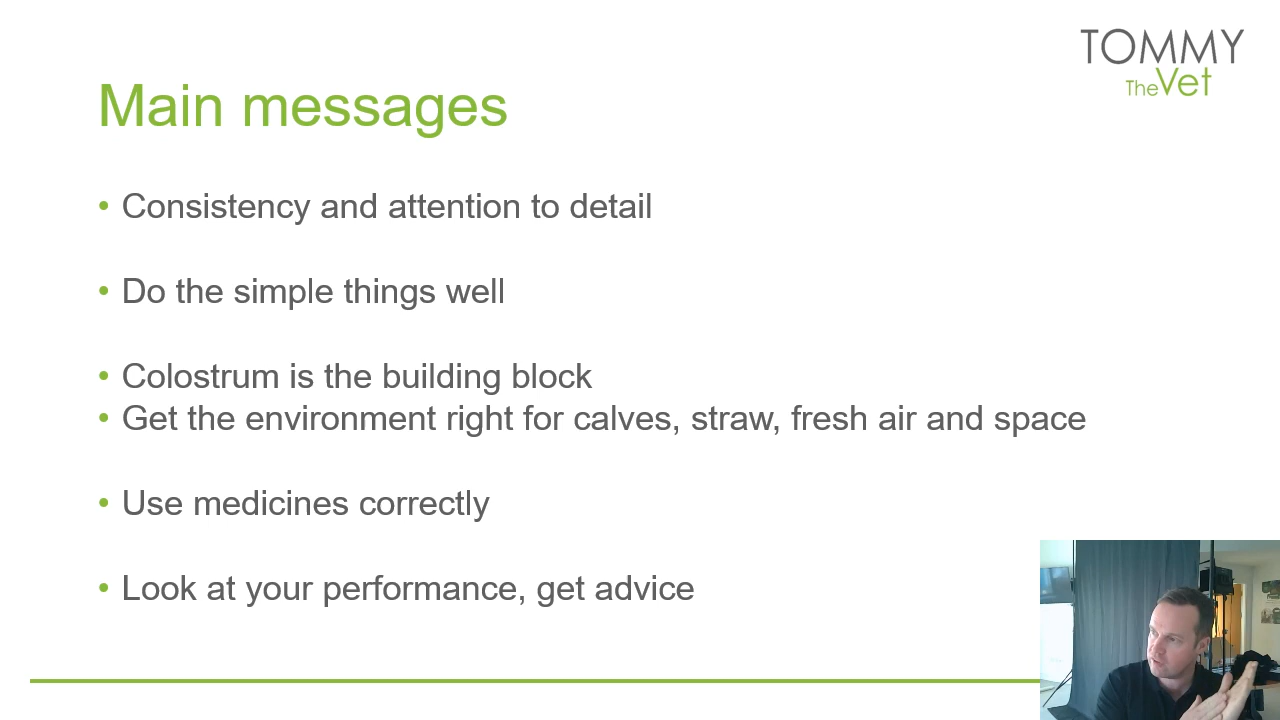 TOMMY
TheVet
Main messages
• Consistency and attention to detail
• Do the simple things well
• Colostrum is the building block
• Get the environment right for calves, straw, fresh air and space
• Use medicines correctly
• Look at your performance, get advice